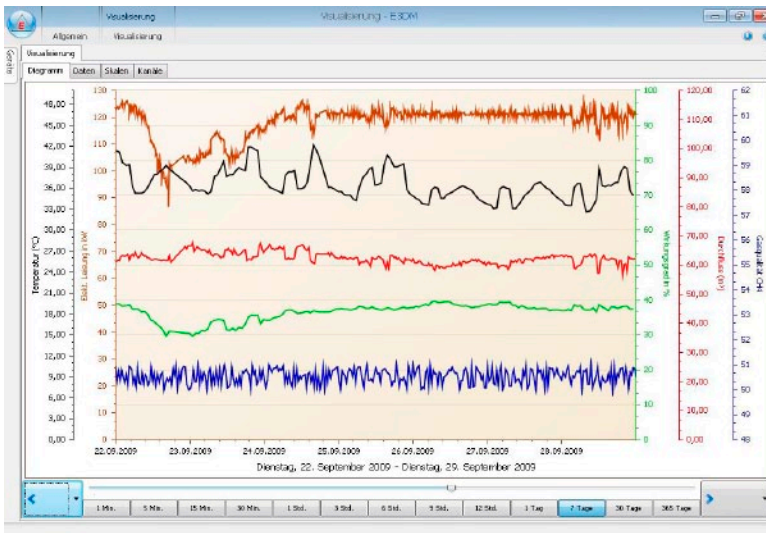 Visualisierung
Visualisierung - E3DM
Allgemein
Visualisierung
Geräte
Visualisierung
Diagramm
Daten
Skalen
Kanäle
Temperatur (°C)
48,00
45,00
42,00
39,00
36,00
33,00
30,00
27,00
24,00
21,00
18,00
15,00
12,00
9,00
6,00
3,00
0,00
130
120
110
100
90
80
70
60
50
40
30
20
10
0
100
90
80
70
60
50
40
30
20
10
0
Wirkungsgrad in %
120,00
110,00
100,00
90,00
80,00
70,00
60,00
50,00
40,00
30,00
20,00
10,00
0,00
Durchfluss (m³)
62
61
60
59
58
57
56
55
54
53
52
51
50
49
48
Gasqualität CH4
22.09.2009
23.09.2009
24.09.2009
25.09.2009
26.09.2009
27.09.2009
28.09.2009
Dienstag, 22. September 2009 - Dienstag, 29. September 2009
1 Min.
5 Min.
15 Min.
30 Min.
1 Std.
3 Std.
6 Std.
9 Std.
12 Std.
1 Tag
7 Tage
30 Tage
365 Tage